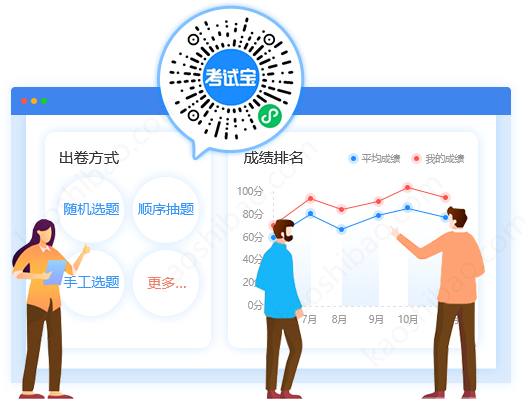 考试宝
出卷方式
随机选题
顺序抽题
手工选题
更多...
成绩排名
平均成绩
我的成绩
100分
80分
60分
40分
20分
0分
7月
8月
9月
10月
kaoshibao.com